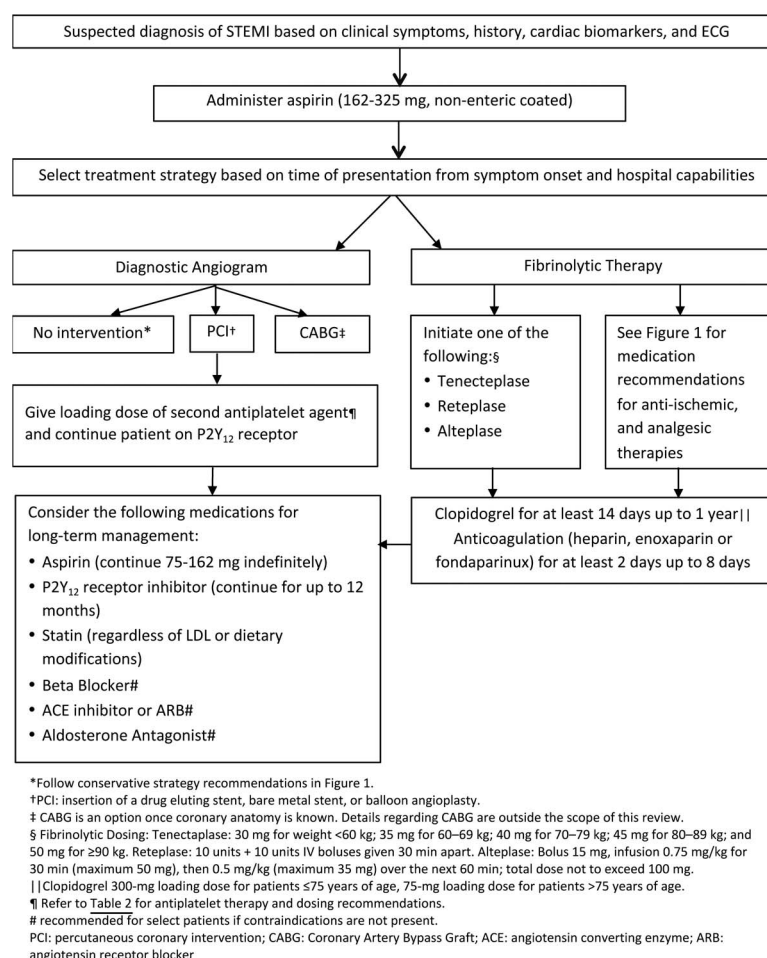 Suspected diagnosis of STEMI based on clinical symptoms, history, cardiac biomarkers, and ECG
Administer aspirin (162-325 mg, non-enteric coated)
Select treatment strategy based on time of presentation from symptom onset and hospital capabilities
Diagnostic Angiogram
Fibrinolytic Therapy
No intervention*
PCI†
CABG‡
Initiate one of the
following:§
• Tenecteplase
• Reteplase
• Alteplase
See Figure 1 for
medication
recommendations
for anti-ischemic,
and analgesic
therapies
Give loading dose of second antiplatelet agent¶
and continue patient on P2Y₁₂ receptor
Clopidogrel for at least 14 days up to 1 year||
Anticoagulation (heparin, enoxaparin or
fondaparinux) for at least 2 days up to 8 days
Consider the following medications for
long-term management:
• Aspirin (continue 75-162 mg indefinitely)
• P2Y₁₂ receptor inhibitor (continue for up to 12
months)
• Statin (regardless of LDL or dietary
modifications)
• Beta Blocker#
• ACE inhibitor or ARB#
• Aldosterone Antagonist#
*Follow conservative strategy recommendations in Figure 1.
†PCI: insertion of a drug eluting stent, bare metal stent, or balloon angioplasty.
‡ CABG is an option once coronary anatomy is known. Details regarding CABG are outside the scope of this review.
§ Fibrinolytic Dosing: Tenectaplase: 30 mg for weight <60 kg; 35 mg for 60–69 kg; 40 mg for 70–79 kg; 45 mg for 80–89 kg; and
50 mg for ≥90 kg. Reteplase: 10 units + 10 units IV boluses given 30 min apart. Alteplase: Bolus 15 mg, infusion 0.75 mg/kg for
30 min (maximum 50 mg), then 0.5 mg/kg (maximum 35 mg) over the next 60 min; total dose not to exceed 100 mg.
||Clopidogrel 300-mg loading dose for patients ≤75 years of age, 75-mg loading dose for patients >75 years of age.
¶ Refer to Table 2 for antiplatelet therapy and dosing recommendations.
# recommended for select patients if contraindications are not present.
PCI: percutaneous coronary intervention; CABG: Coronary Artery Bypass Graft; ACE: angiotensin converting enzyme; ARB:
angiotensin receptor blocker